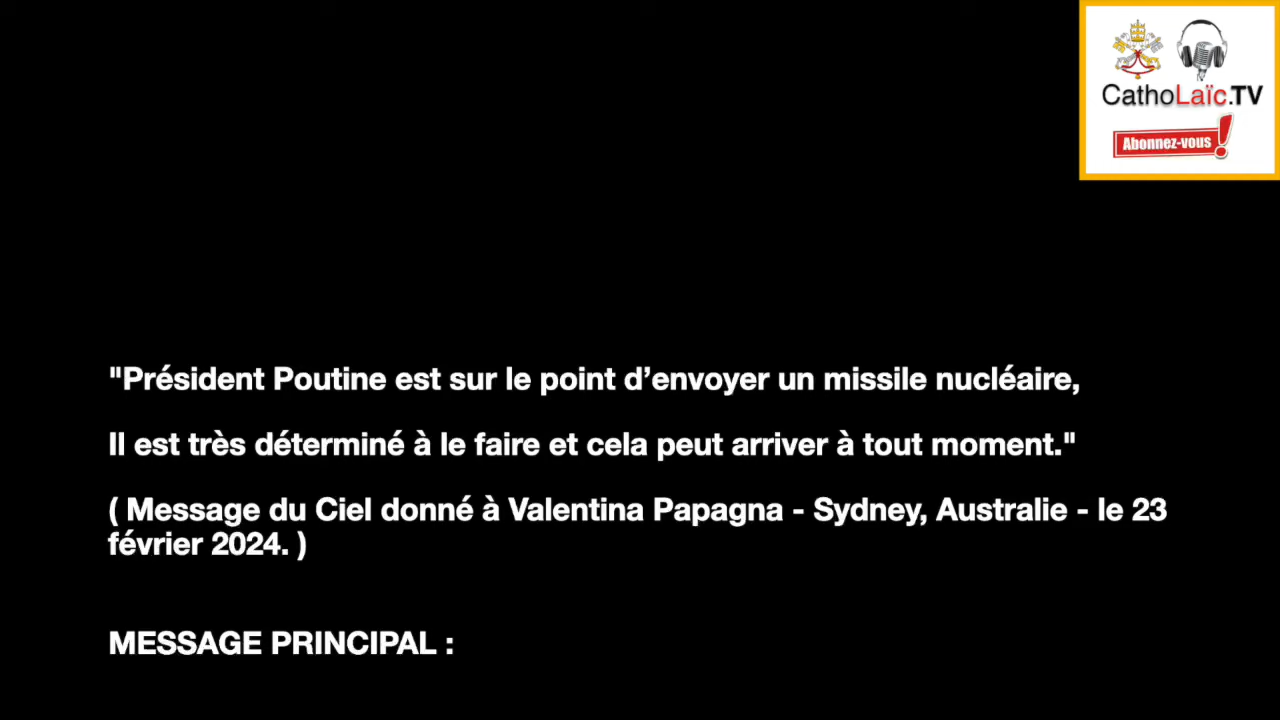 CathoLaïc.TV
Abonnez-vous !
"Président Poutine est sur le point d’envoyer un missile nucléaire,
Il est très déterminé à le faire et cela peut arriver à tout moment."
( Message du Ciel donné à Valentina Papagna - Sydney, Australie - le 23
février 2024. )
MESSAGE PRINCIPAL :